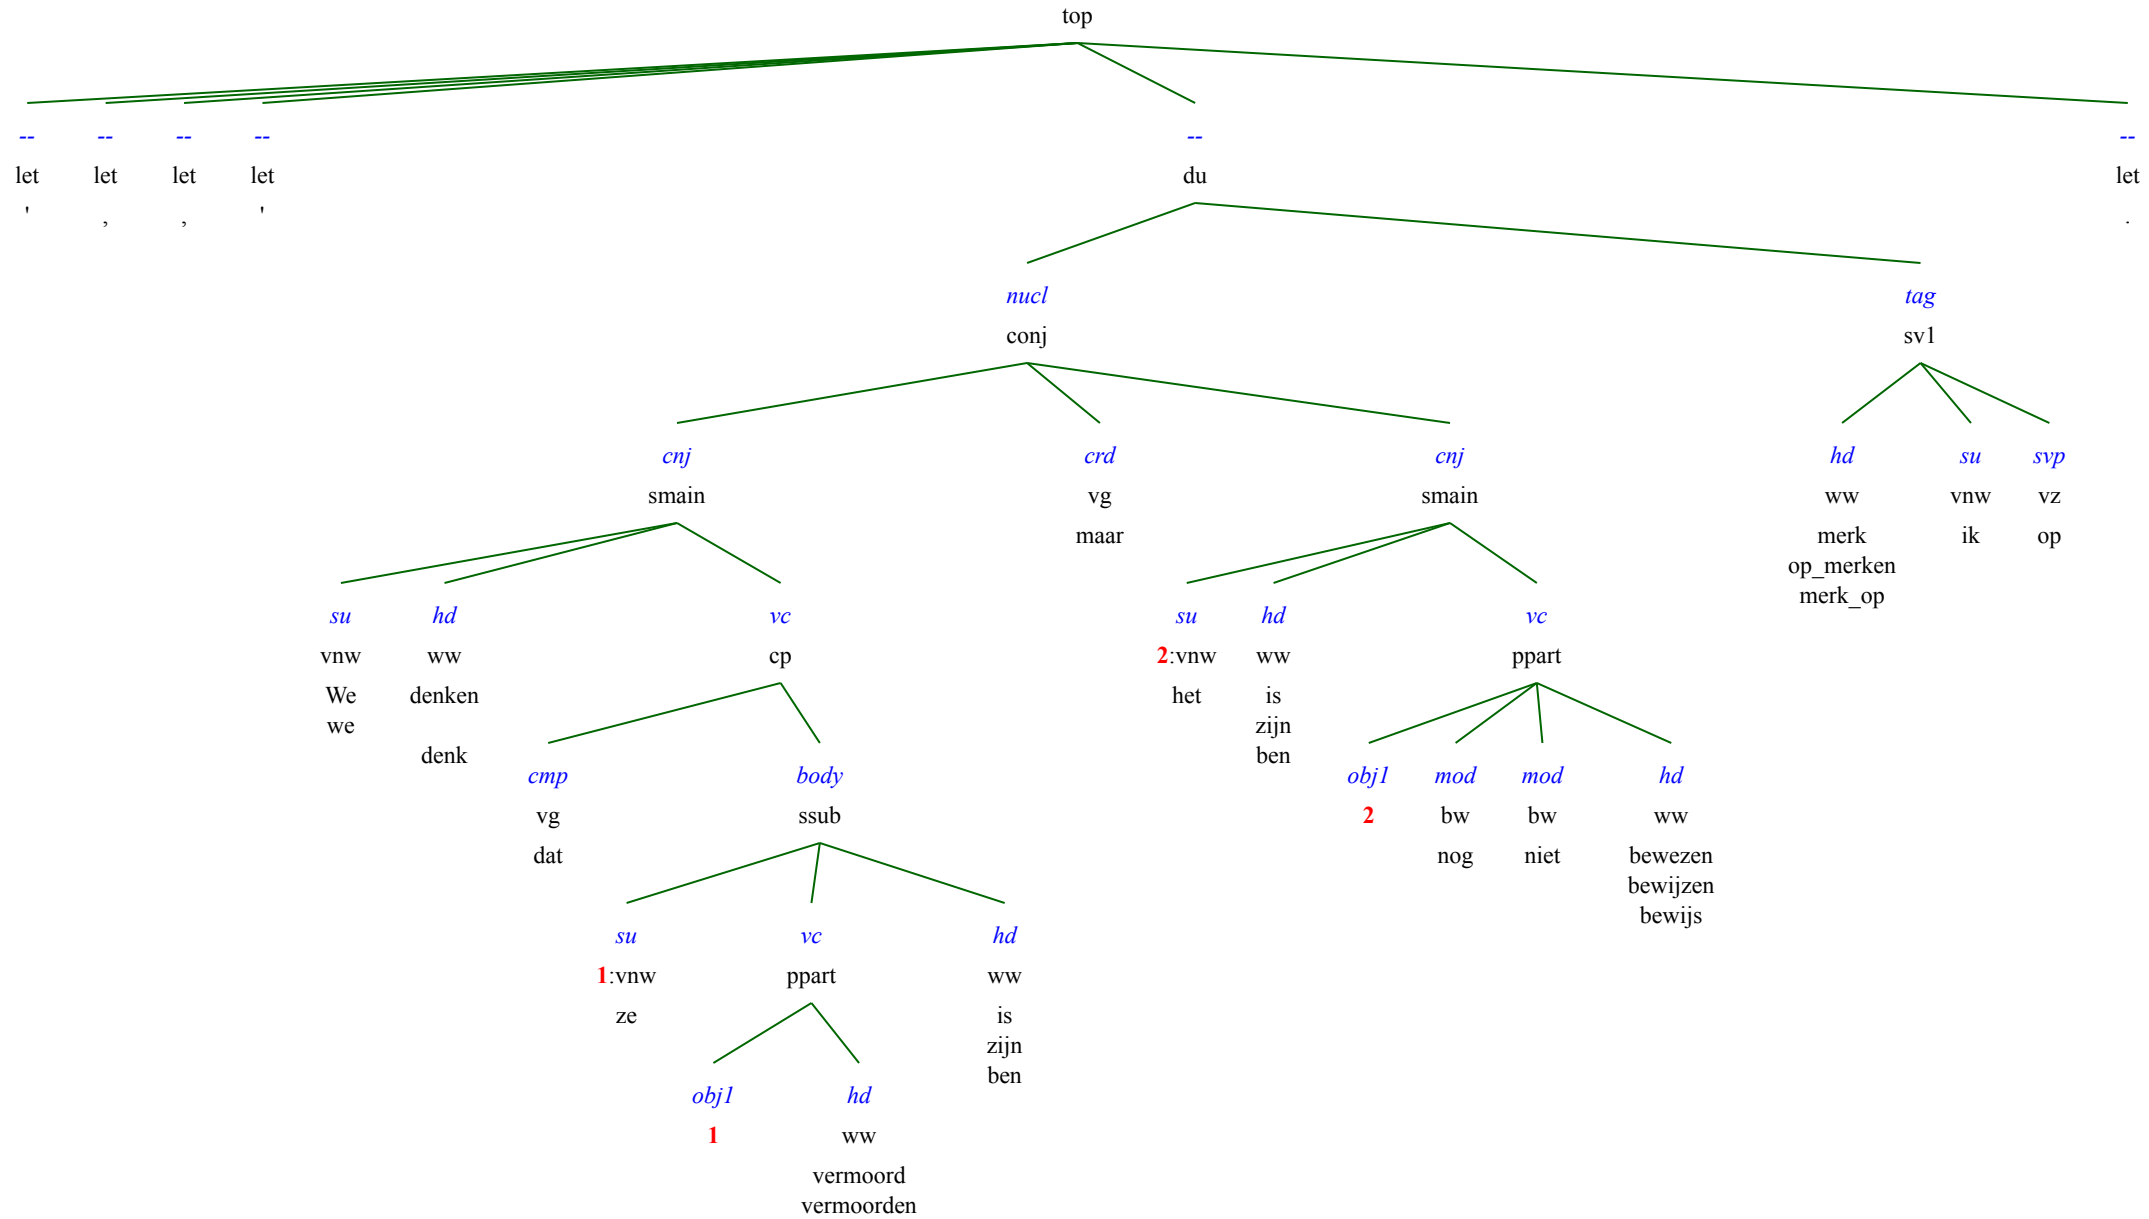 top
-- -- -- -- -- --
let let let let du let
' , , ' .
nucl tag
conj sv1
cnj crd cnj hd su svp
smain vg smain ww vnw vz
maar merk ik op
op_merken
merk_op
su hd vc su hd vc
vnw ww cp 2:vnw ww ppart
We denken het is
we zijn
denk ben
cmp body obj1 mod mod hd
vg ssub 2 bw bw ww
dat nog niet bewezen
bewijzen
bewijs
su vc hd
1:vnw ppart ww
ze is
zijn
ben
obj1 hd
1 ww
vermoord
vermoorden